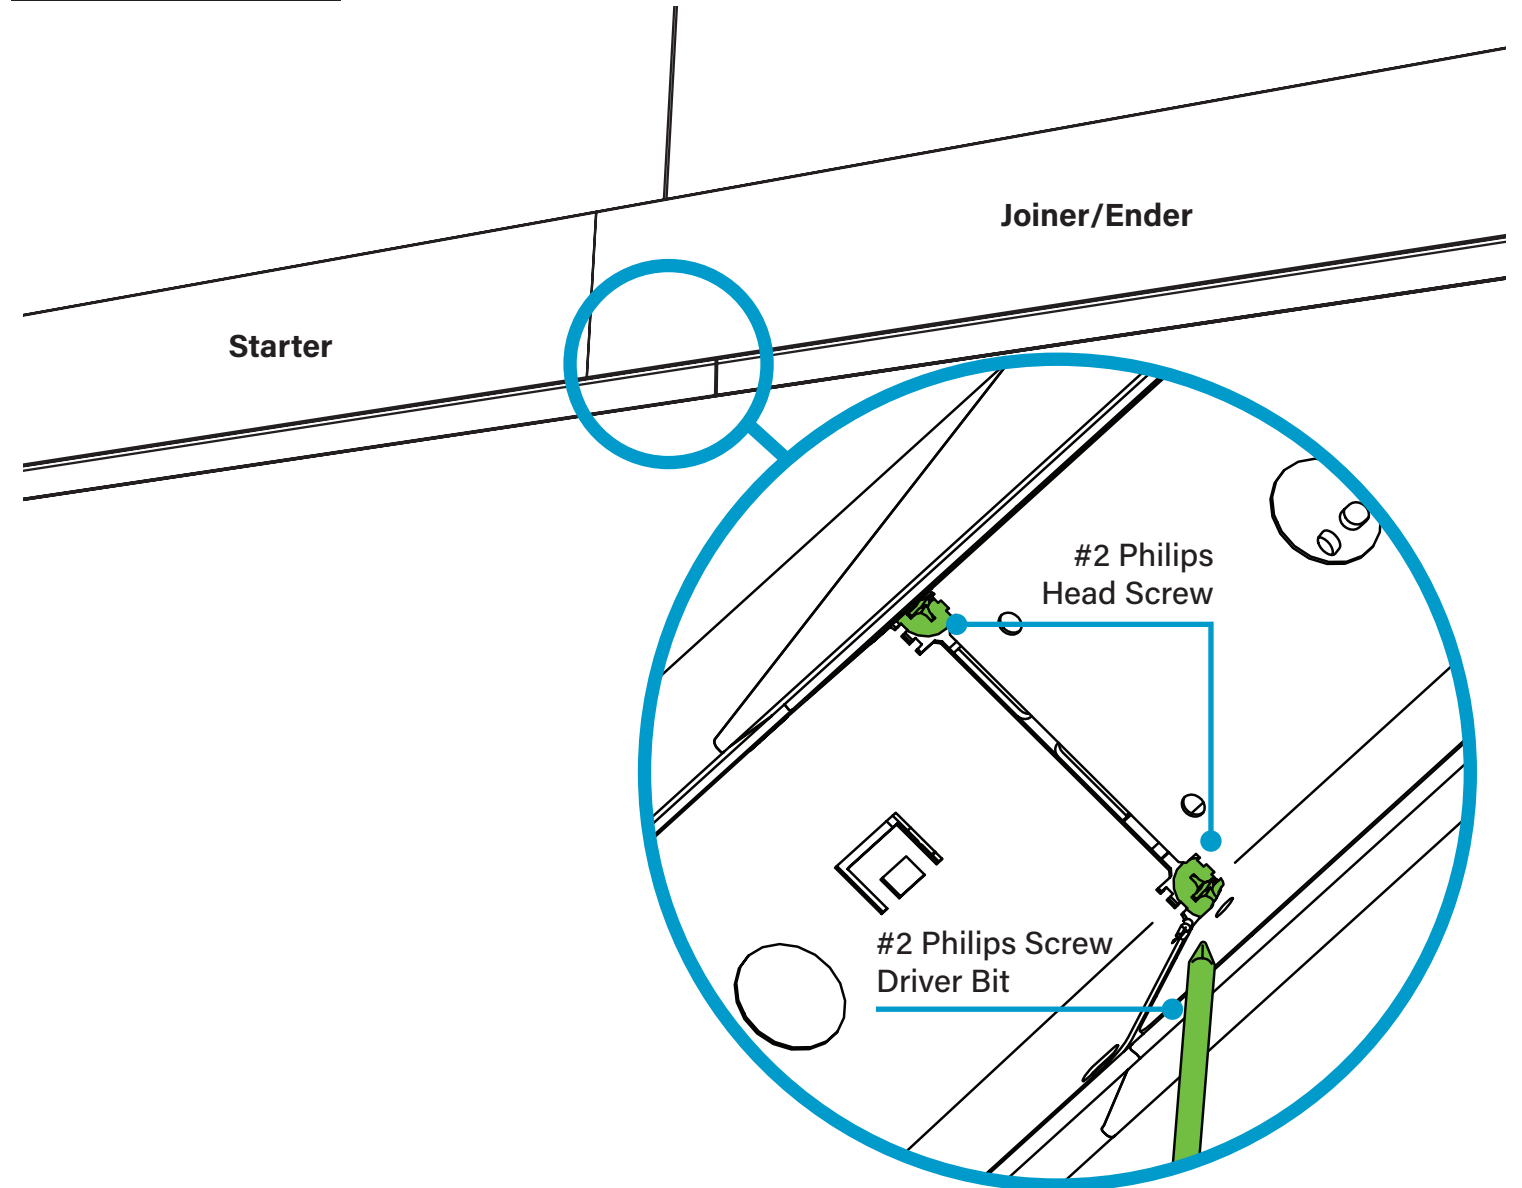 Joiner/Ender
Starter
#2 Philips
Head Screw
#2 Philips Screw
Driver Bit